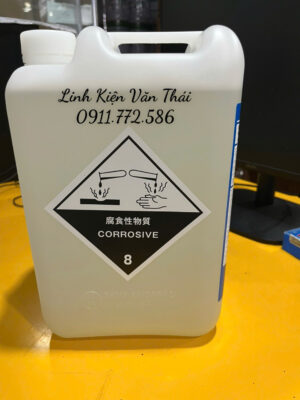 Linh Kiện Văn Thái
0911.772.586
腐食性物質
CORROSIVE
8